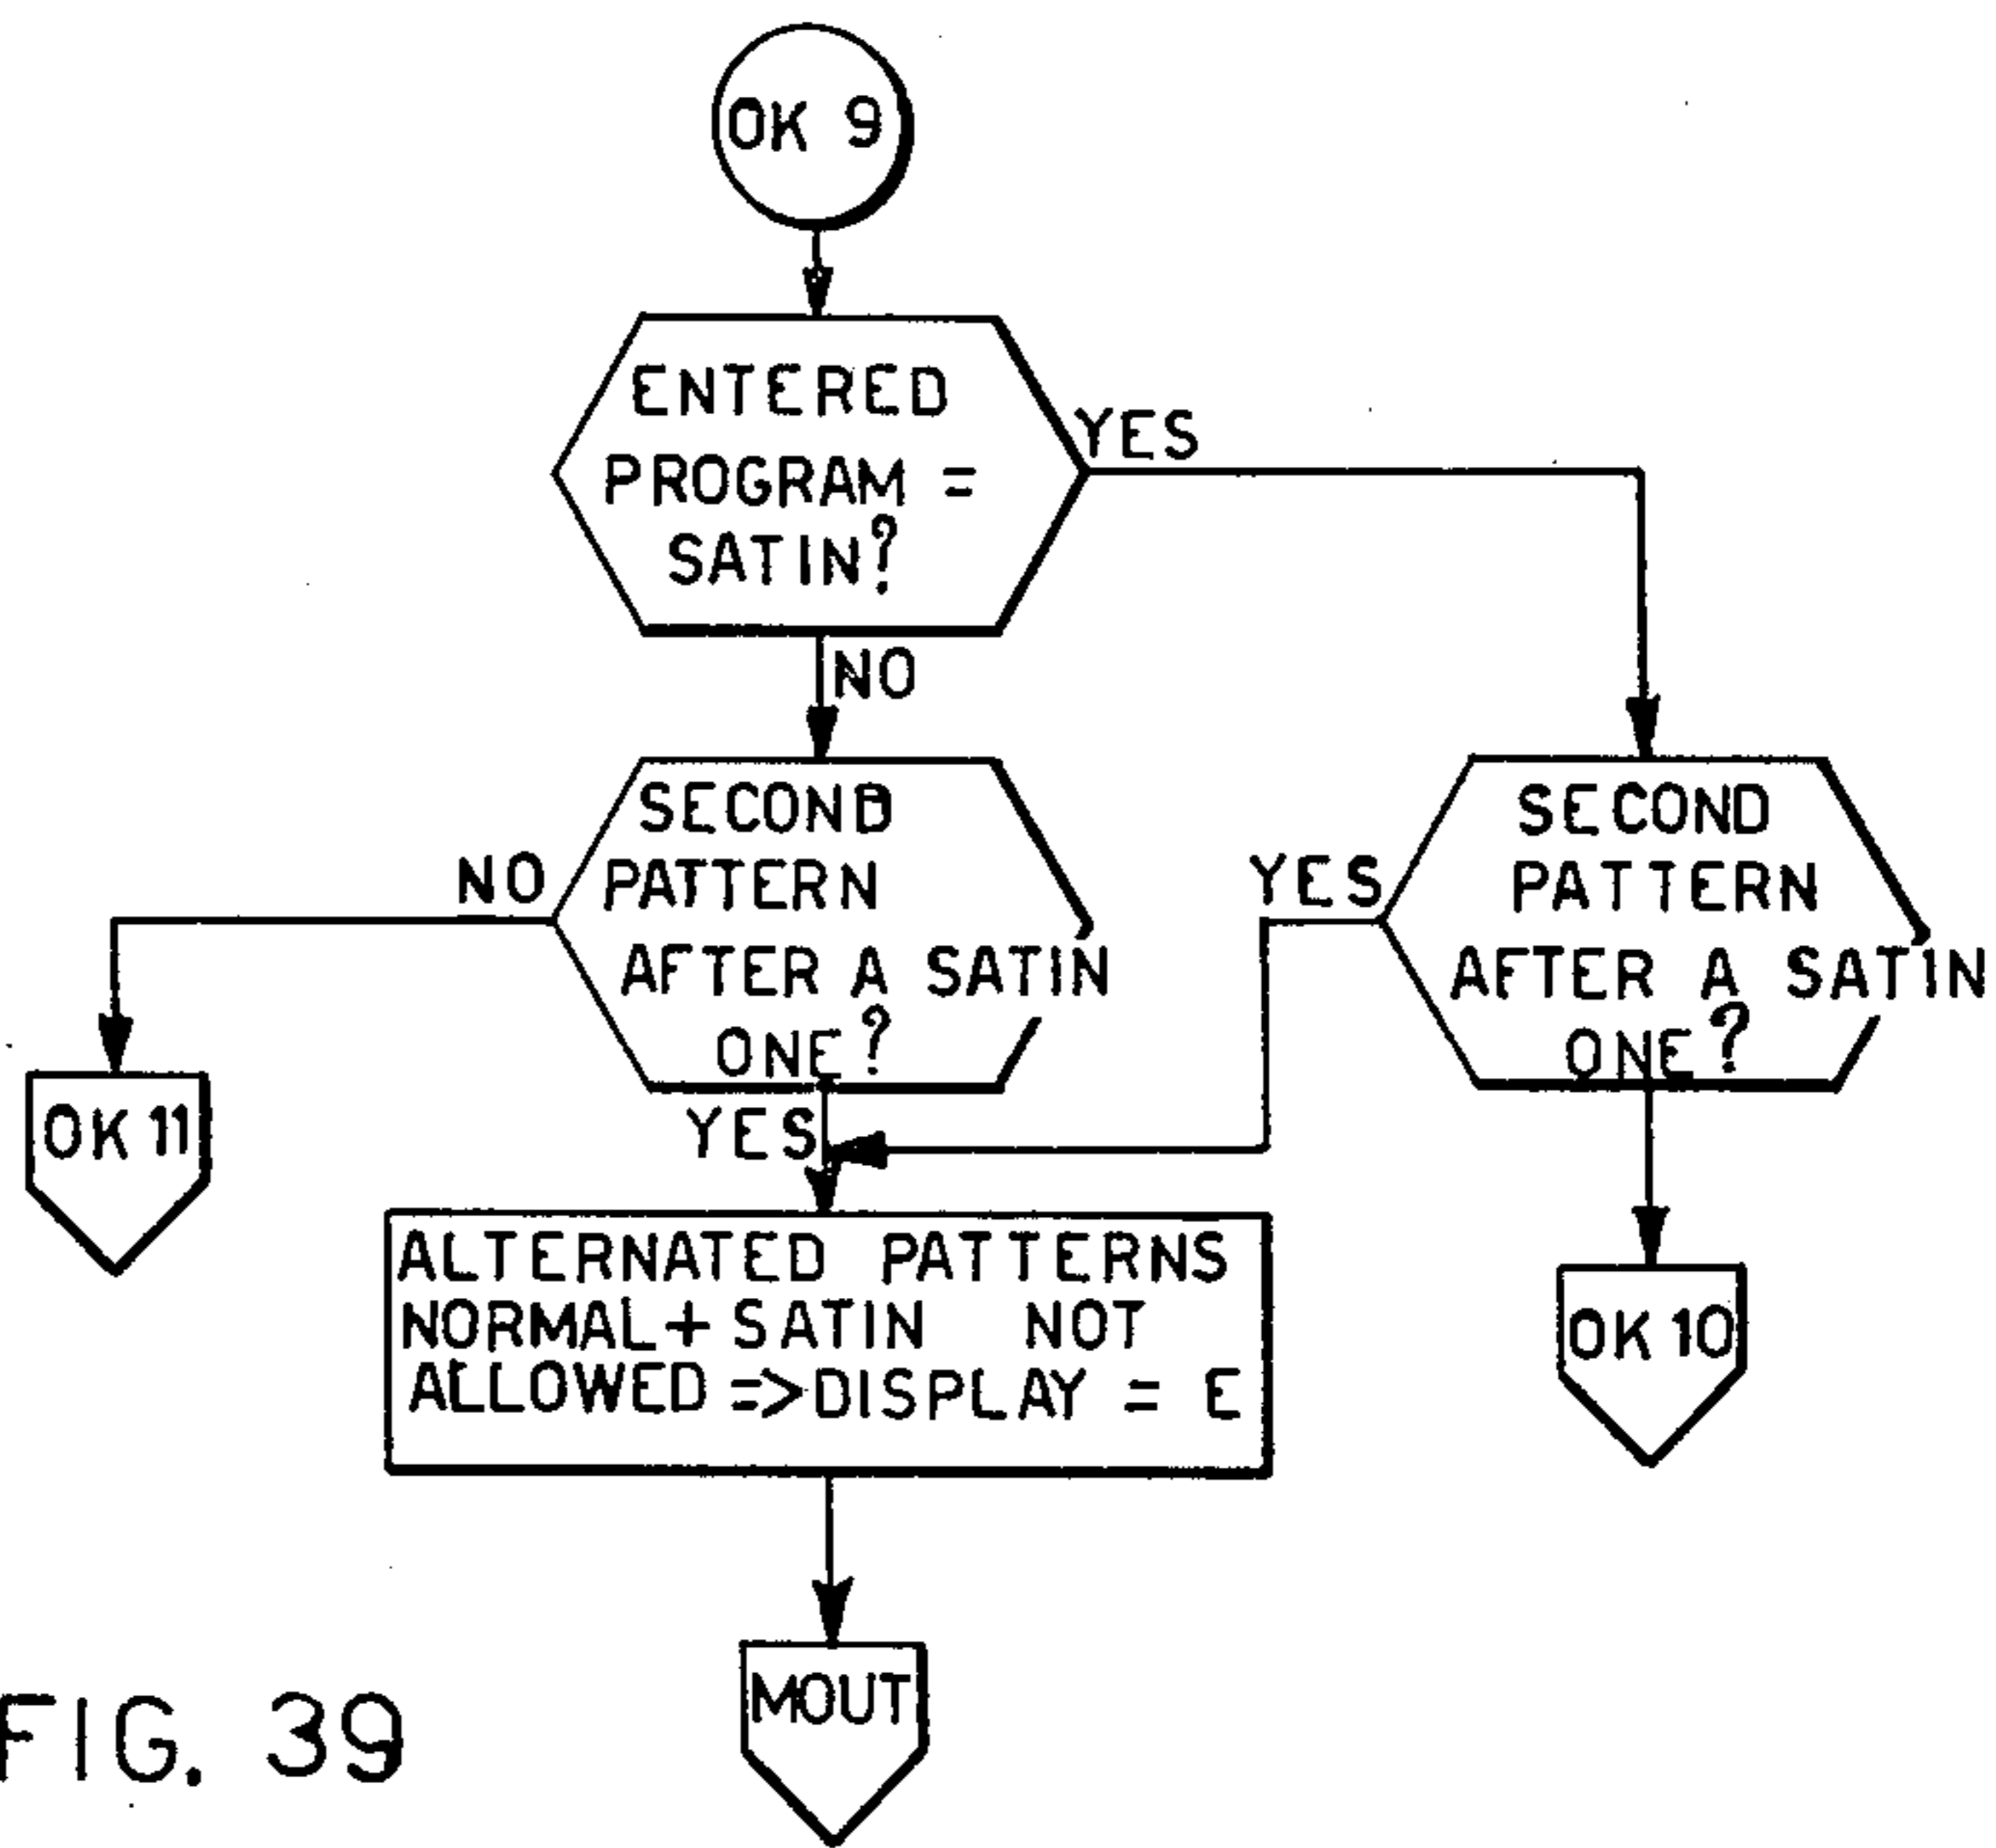 OK 9
ENTERED
PROGRAM =
SATIN?
YES
NO
SECOND
PATTERN
AFTER A SATIN
ONE?
NO
YES
SECOND
PATTERN
AFTER A SATIN
ONE?
YES
OK 11
ALTERNATED PATTERNS
NORMAL + SATIN NOT
ALLOWED => DISPLAY = E
OK 10
MOUT
FIG. 39